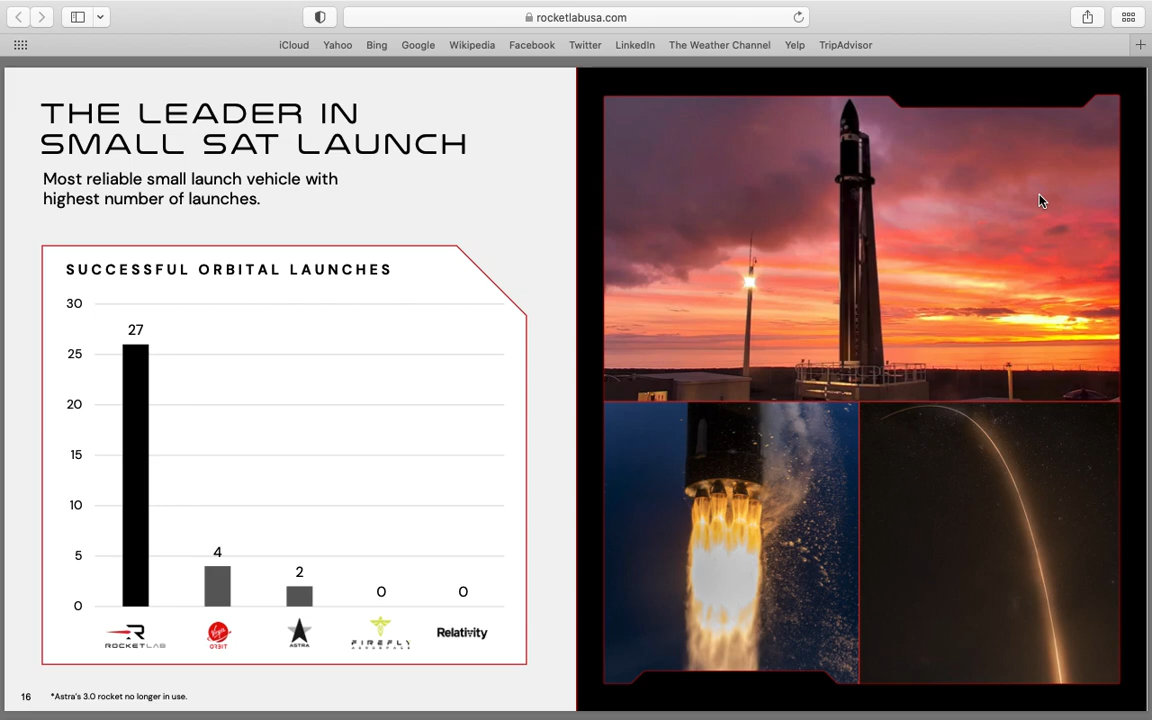 rocketlabusa.com
iCloud Yahoo Bing Google Wikipedia Facebook Twitter LinkedIn The Weather Channel Yelp TripAdvisor
THE LEADER IN
SMALL SAT LAUNCH
Most reliable small launch vehicle with
highest number of launches.
SUCCESSFUL ORBITAL LAUNCHES
30
27
25
20
15
10
5
4
2
0
0
0
ROCKETLAB
Virgin
ORBIT
ASTRA
FIREFLY
AEROSPACE
Relativity
16
*Astra's 3.0 rocket no longer in use.